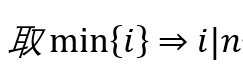 取 min{i} ⇒ i|n